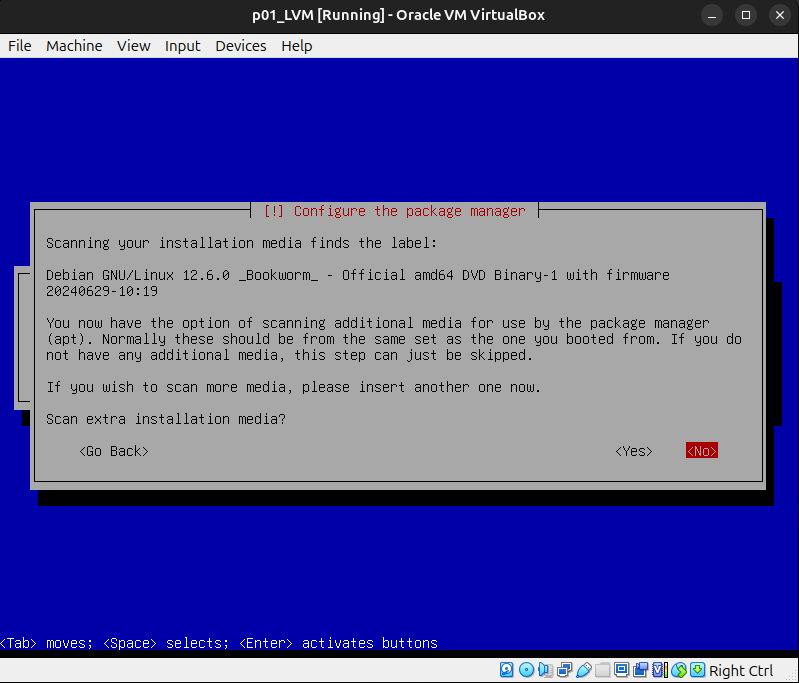 p01_LVM [Running] - Oracle VM VirtualBox
File Machine View Input Devices Help
[!] Configure the package manager
Scanning your installation media finds the label:
Debian GNU/Linux 12.6.0 _Bookworm_ - Official amd64 DVD Binary-1 with firmware
20240629-10:19
You now have the option of scanning additional media for use by the package manager
(apt). Normally these should be from the same set as the one you booted from. If you do
not have any additional media, this step can just be skipped.
If you wish to scan more media, please insert another one now.
Scan extra installation media?
<Go Back> <Yes> <No>
<Tab> moves; <Space> selects; <Enter> activates buttons
Right Ctrl